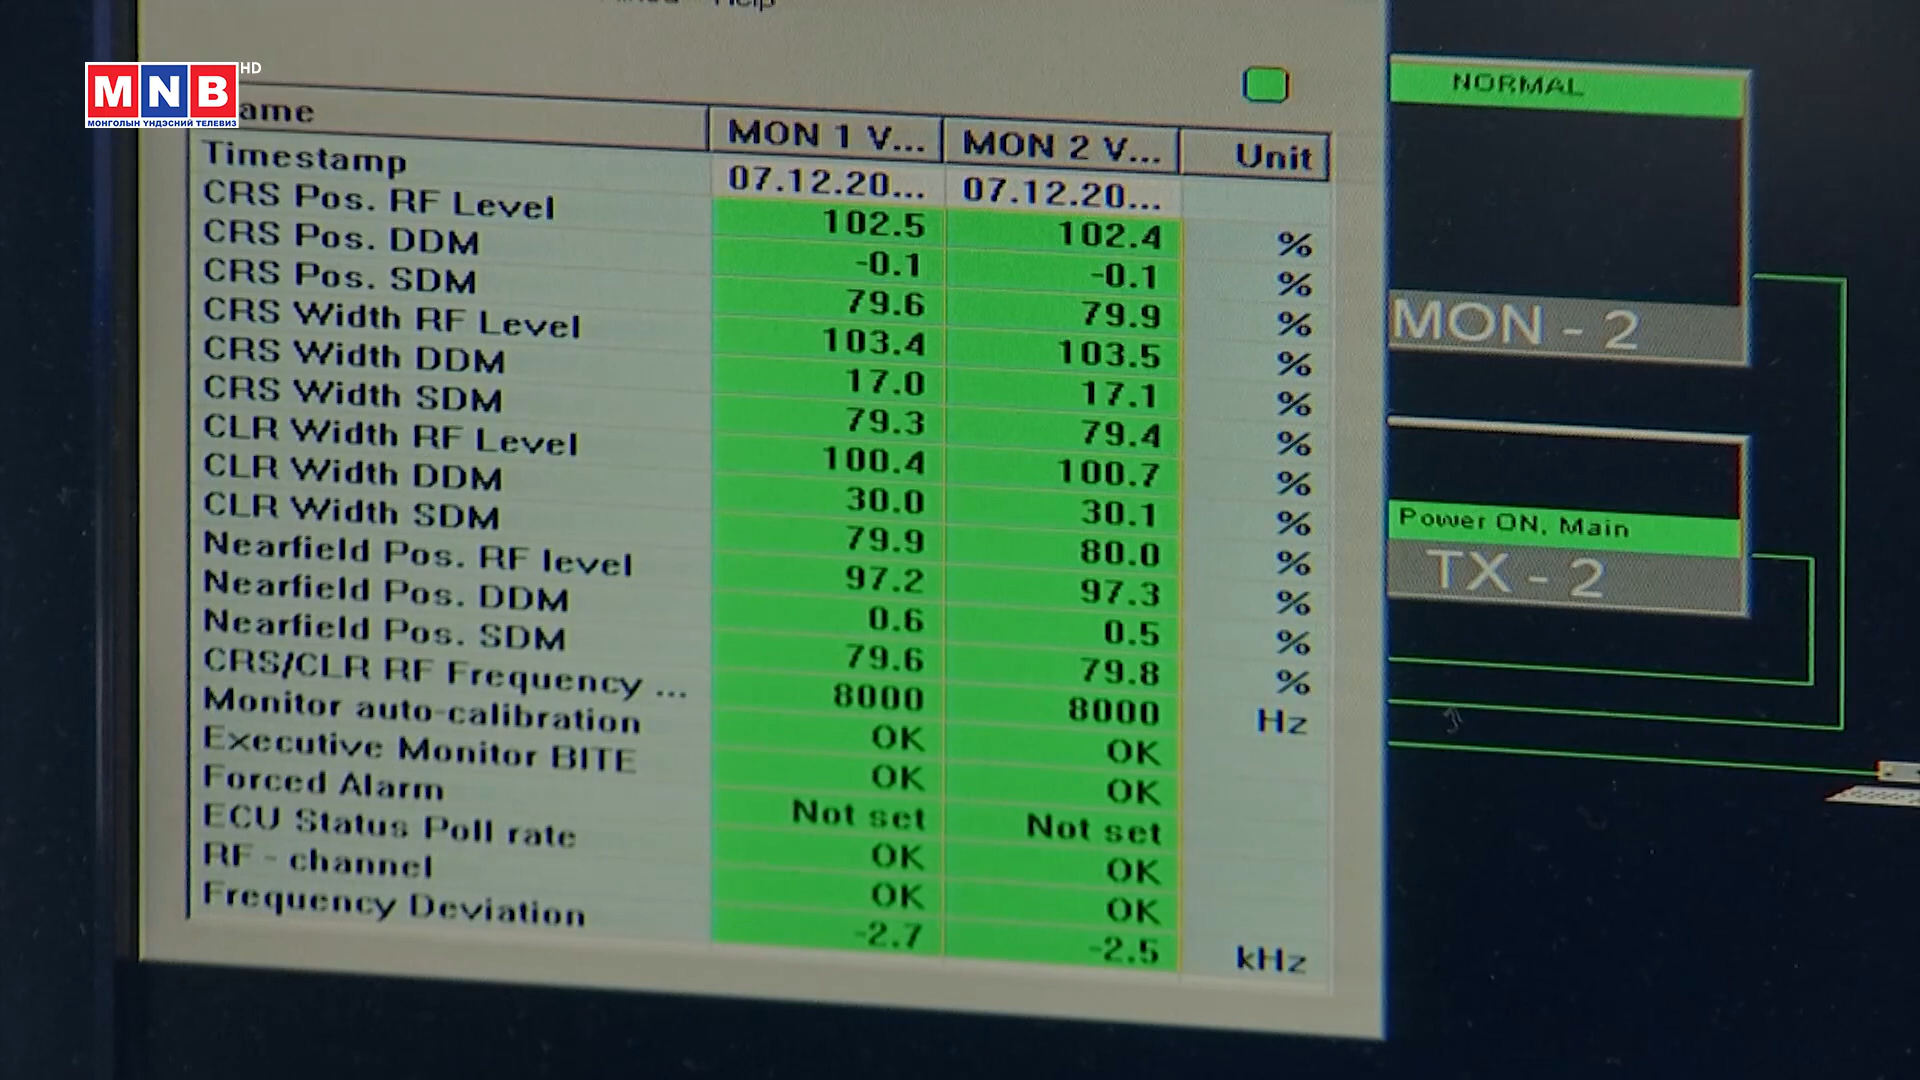 Help
MNB HD
МОНГОЛЫН ҮНДЭСНИЙ ТЕЛЕВИЗ
ame MON 1 V... MON 2 V... Unit
Timestamp 07.12.20... 07.12.20...
CRS Pos. RF Level 102.5 102.4 %
CRS Pos. DDM -0.1 -0.1 %
CRS Pos. SDM 79.6 79.9 %
CRS Width RF Level 103.4 103.5 %
CRS Width DDM 17.0 17.1 %
CRS Width SDM 79.3 79.4 %
CLR Width RF Level 100.4 100.7 %
CLR Width DDM 30.0 30.1 %
CLR Width SDM 79.9 80.0 %
Nearfield Pos. RF level 97.2 97.3 %
Nearfield Pos. DDM 0.6 0.5 %
Nearfield Pos. SDM 79.6 79.8 %
CRS/CLR RF Frequency ... 8000 8000 Hz
Monitor auto-calibration OK OK
Executive Monitor BITE OK OK
Forced Alarm Not set Not set
ECU Status Poll rate OK OK
RF - channel OK OK
Frequency Deviation -2.7 -2.5 kHz
NORMAL
MON - 2
Power ON, Main
TX - 2